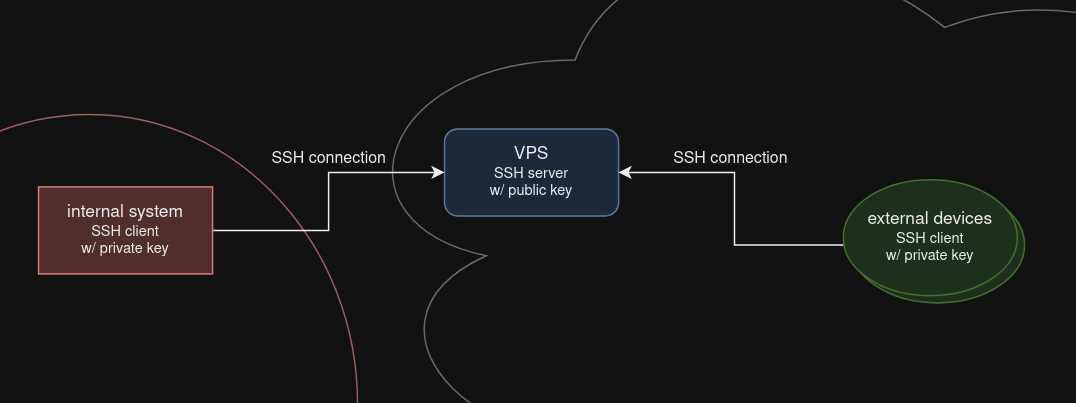 SSH connection
VPS
SSH server
w/ public key
SSH connection
internal system
SSH client
w/ private key
external devices
SSH client
w/ private key